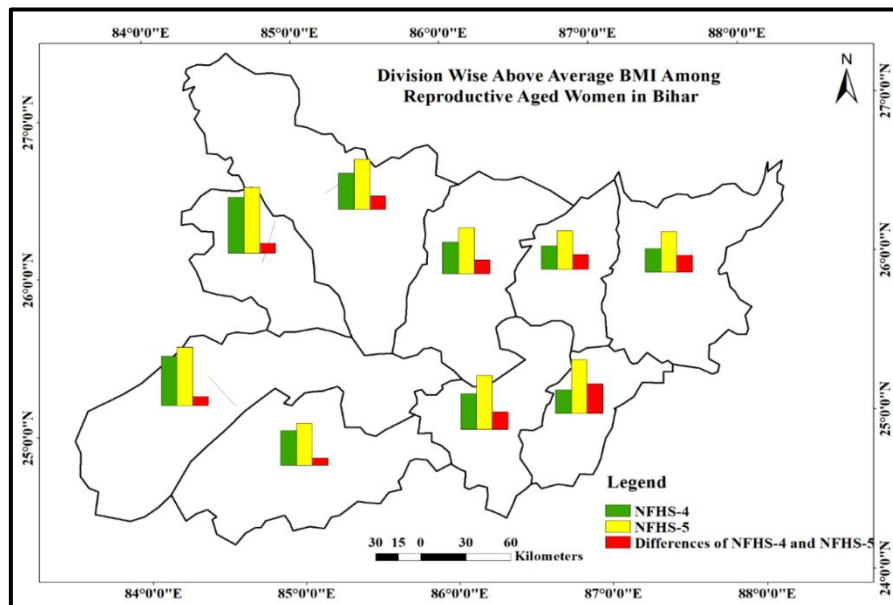 84°0'0"E 85°0'0"E 86°0'0"E 87°0'0"E 88°0'0"E
Division Wise Above Average BMI Among
Reproductive Aged Women in Bihar
N
27°0'0"N 27°0'0"N
26°0'0"N 26°0'0"N
25°0'0"N 25°0'0"N
24°0'0"N
Legend
NFHS-4
NFHS-5
Differences of NFHS-4 and NFHS-5
30 15 0 30 60
Kilometers
84°0'0"E 85°0'0"E 86°0'0"E 87°0'0"E 88°0'0"E